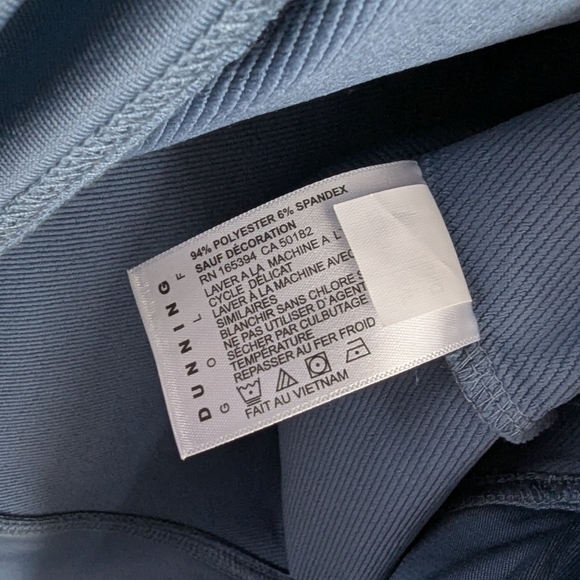 DUNNING
GOLF
94% POLYESTER 6% SPANDEX
SAUF DÉCORATION
RN 165394 CA 50182
LAVER A LA MACHINE A L
CYCLE DÉLICAT
LAVER A LA MACHINE AVEC
SIMILAIRES
BLANCHIR SANS CHLORE S
NE PAS UTILISER D'AGENT
SÉCHER PAR CULBUTAGE
TEMPÉRATURE
REPASSER AU FER FROID
FAIT AU VIETNAM